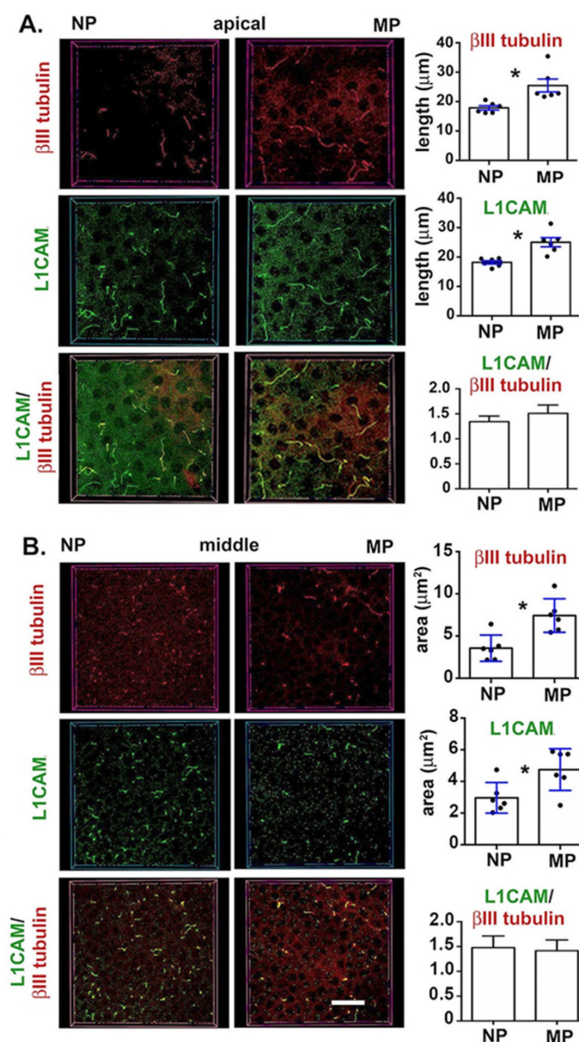 A.
NP apical MP
βIII tubulin
L1CAM
L1CAM/
βIII tubulin
βIII tubulin
length (μm)
40
30
20
10
0
*
NP MP
L1CAM
length (μm)
40
30
20
10
0
*
NP MP
L1CAM/
βIII tubulin
2.0
1.5
1.0
0.5
0
NP MP
B.
NP middle MP
βIII tubulin
L1CAM
L1CAM/
βIII tubulin
βIII tubulin
area (μm²)
15
10
5
0
*
NP MP
L1CAM
area (μm²)
6
4
2
0
*
NP MP
L1CAM/
βIII tubulin
2.0
1.5
1.0
0.5
0
NP MP